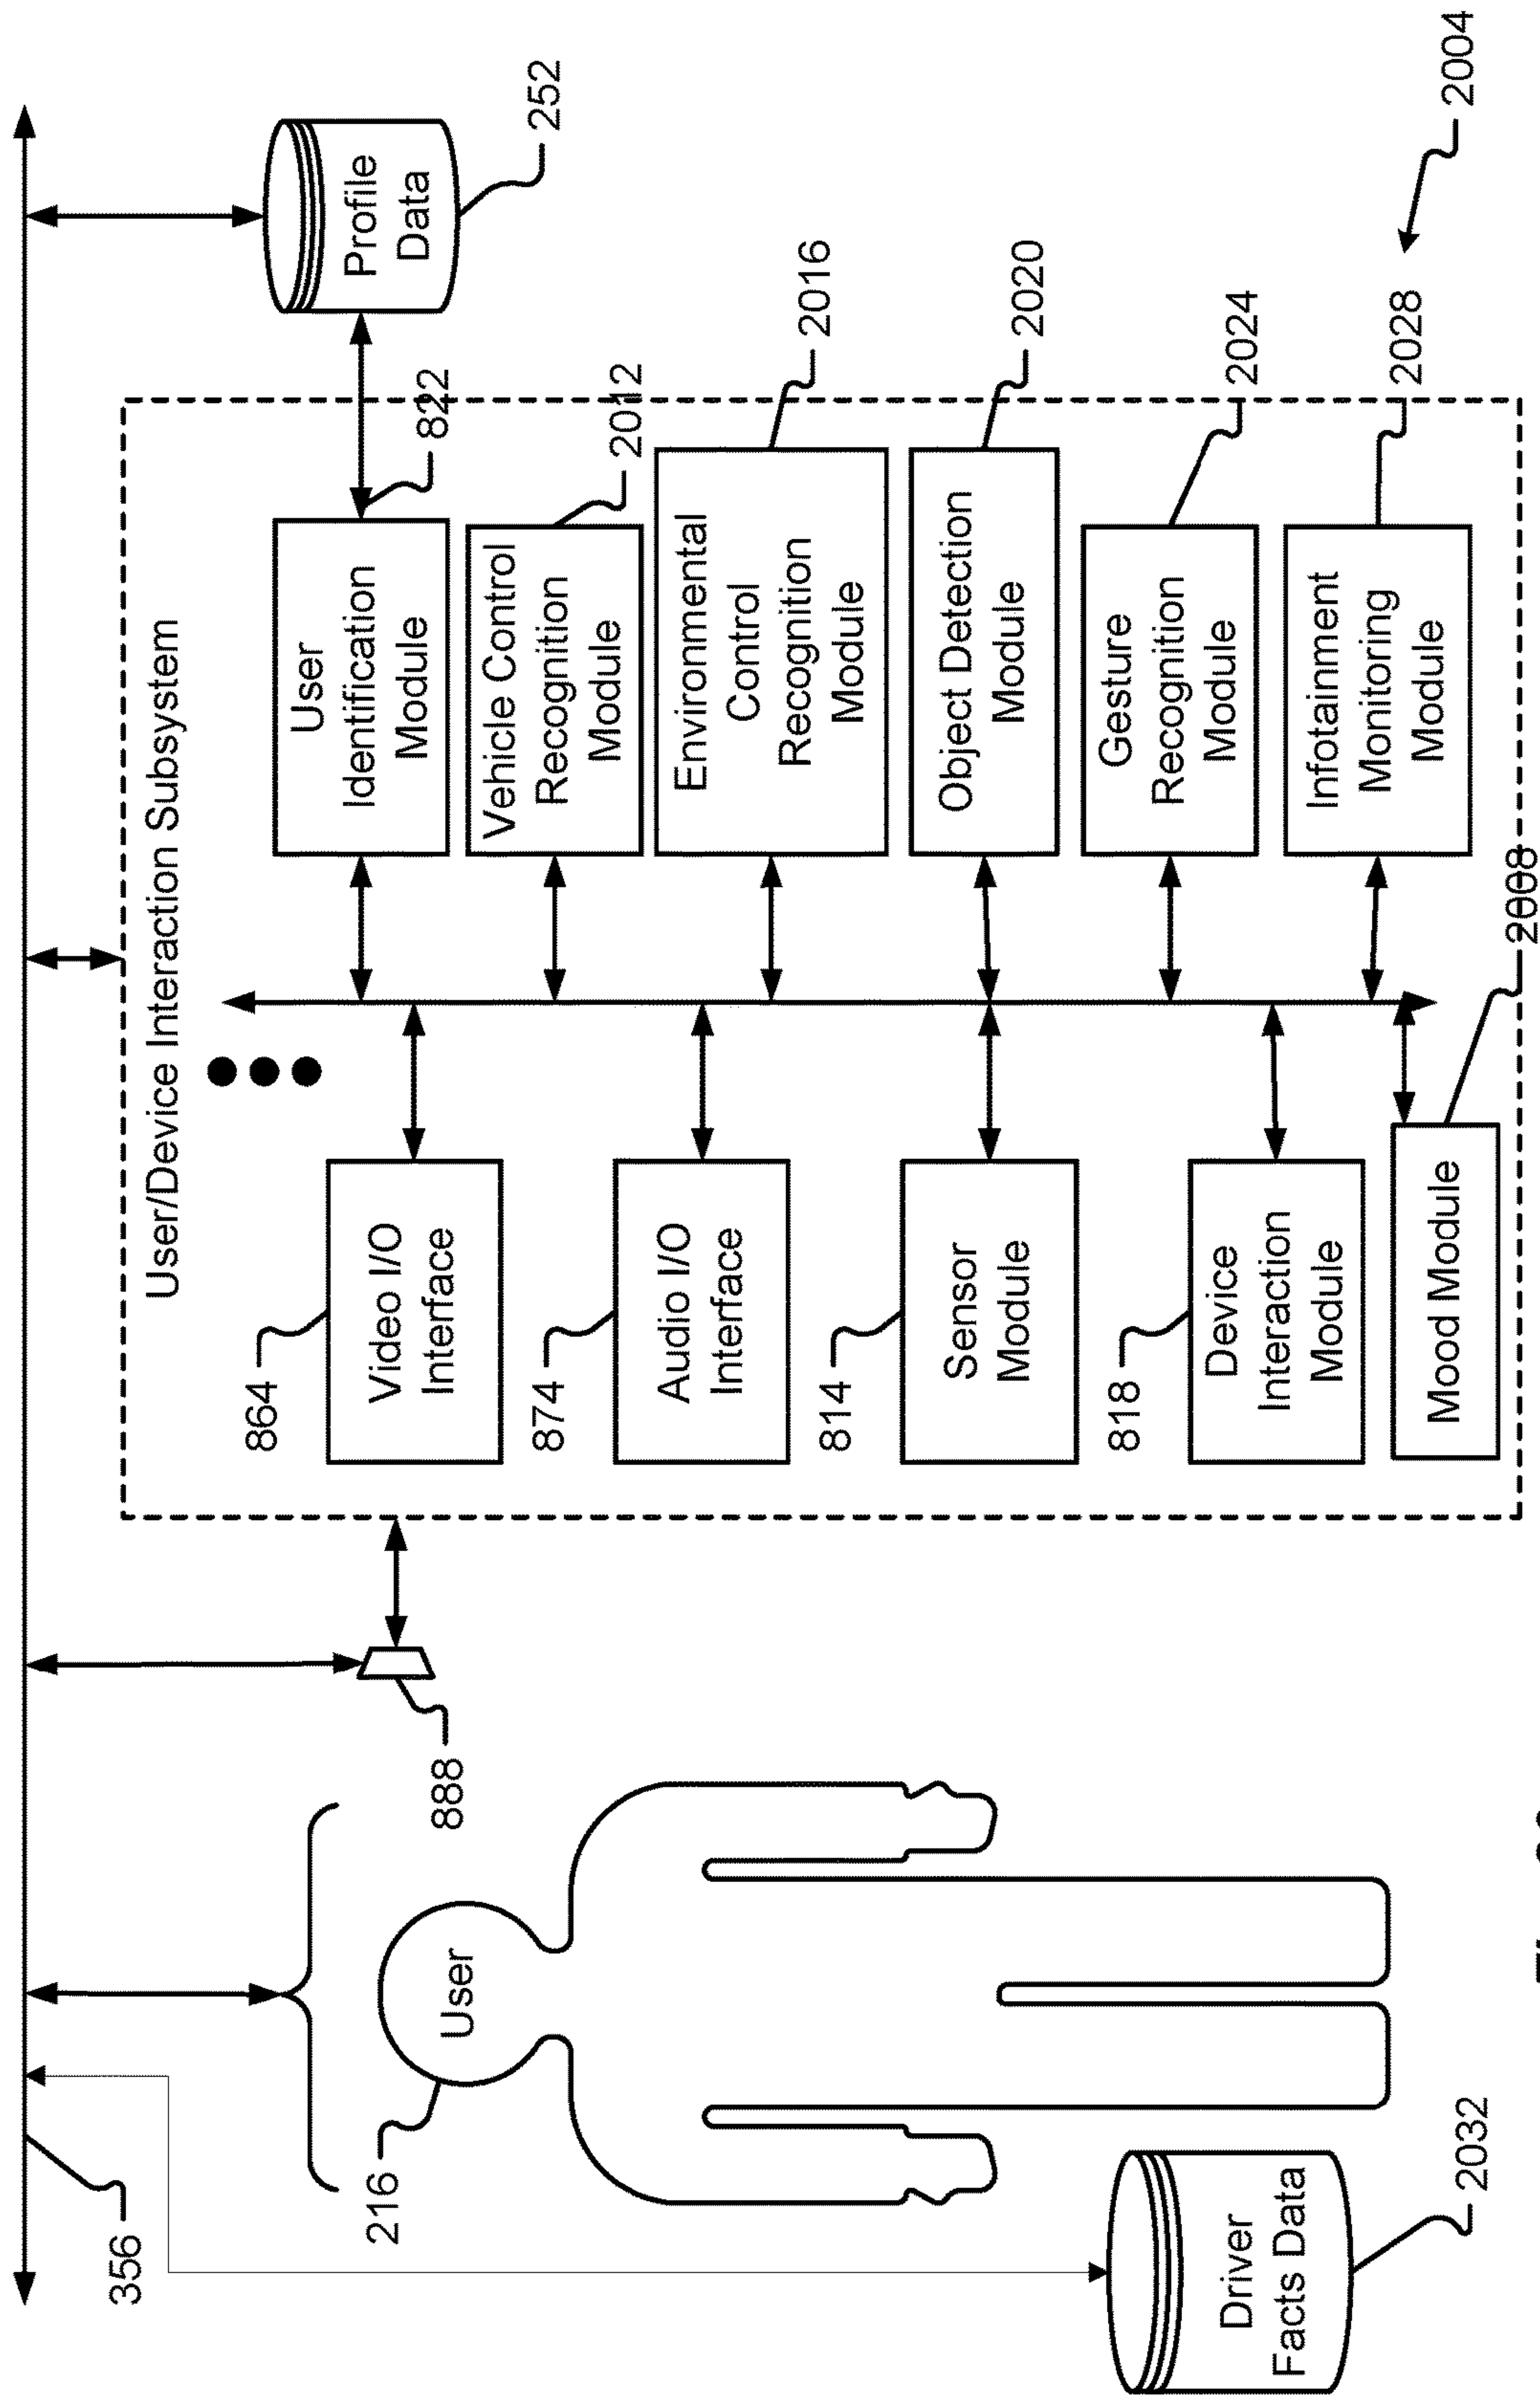 356
216
User
888
Driver
Facts Data
2032
User/Device Interaction Subsystem
864
Video I/O
Interface
874
Audio I/O
Interface
814
Sensor
Module
818
Device
Interaction
Module
Mood Module
2008
User
Identification
Module
822
Vehicle Control
Recognition
Module
2012
Environmental
Control
Recognition
Module
2016
Object Detection
Module
2020
Gesture
Recognition
Module
2024
Infotainment
Monitoring
Module
2028
Profile
Data
252
2004